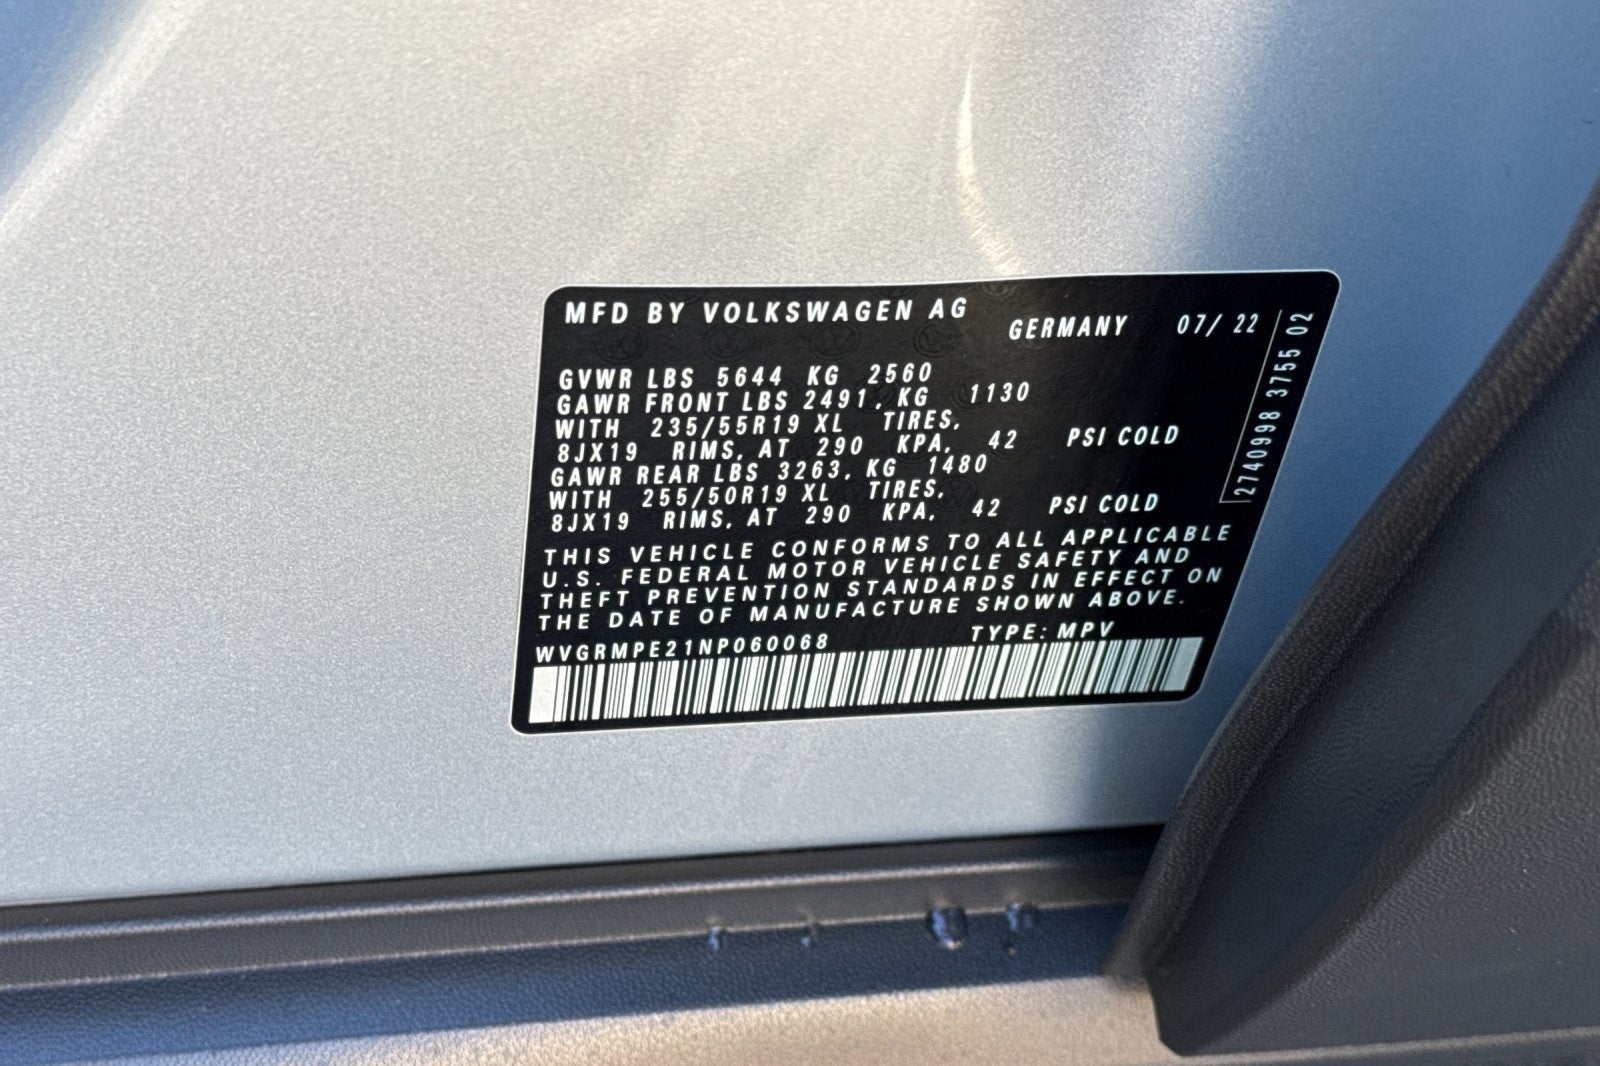 MFD BY VOLKSWAGEN AG
GERMANY 07/ 22
GVWR LBS 5644 KG 2560
GAWR FRONT LBS 2491. KG 1130
WITH 235/55R19 XL TIRES,
8JX19 RIMS, AT 290 KPA, 42 PSI COLD
GAWR REAR LBS 3263. KG 1480
WITH 255/50R19 XL TIRES,
8JX19 RIMS, AT 290 KPA, 42 PSI COLD
THIS VEHICLE CONFORMS TO ALL APPLICABLE
U.S. FEDERAL MOTOR VEHICLE SAFETY AND
THEFT PREVENTION STANDARDS IN EFFECT ON
THE DATE OF MANUFACTURE SHOWN ABOVE.
WVGRMPE21NP060068 TYPE: MPV
2740998 3755 02